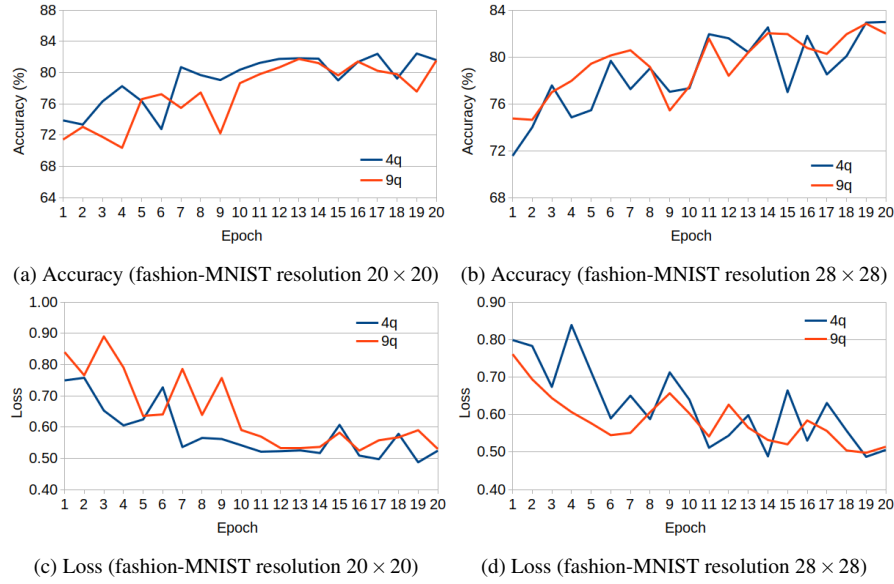 88
84
80
76
72
68
64
Accuracy (%)
4q
9q
1 2 3 4 5 6 7 8 9 10 11 12 13 14 15 16 17 18 19 20
Epoch
(a) Accuracy (fashion-MNIST resolution 20 × 20)
84
80
76
72
68
Accuracy (%)
4q
9q
1 2 3 4 5 6 7 8 9 10 11 12 13 14 15 16 17 18 19 20
Epoch
(b) Accuracy (fashion-MNIST resolution 28 × 28)
1.00
0.90
0.80
0.70
0.60
0.50
0.40
Loss
4q
9q
1 2 3 4 5 6 7 8 9 10 11 12 13 14 15 16 17 18 19 20
Epoch
(c) Loss (fashion-MNIST resolution 20 × 20)
0.90
0.80
0.70
0.60
0.50
0.40
Loss
4q
9q
1 2 3 4 5 6 7 8 9 10 11 12 13 14 15 16 17 18 19 20
Epoch
(d) Loss (fashion-MNIST resolution 28 × 28)